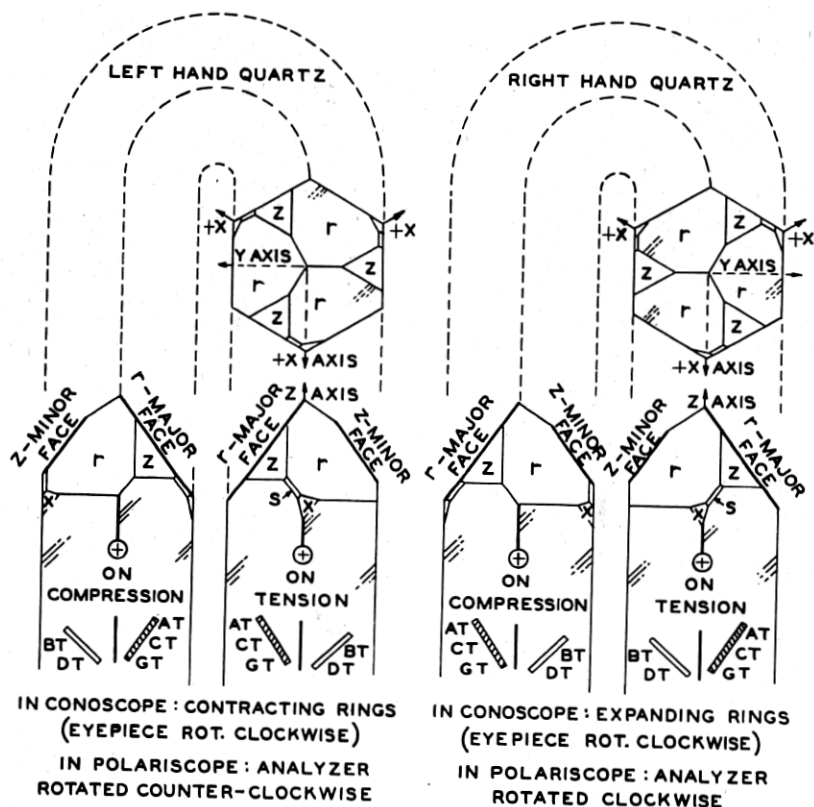 LEFT HAND QUARTZ
RIGHT HAND QUARTZ
+X
Z
r
+X
Y AXIS
Z
r
r
Z
+X AXIS
+X
r
Z
+X
Z
Y AXIS
r
r
Z
+X AXIS
Z-MINOR FACE
r-MAJOR FACE
r
Z
X
r-MAJOR FACE
Z AXIS
Z-MINOR FACE
Z
r
S
X
r-MAJOR FACE
Z-MINOR FACE
Z
r
X
Z-MINOR FACE
Z AXIS
r-MAJOR FACE
r
Z
X
S
+
ON
COMPRESSION
+
ON
TENSION
+
ON
COMPRESSION
+
ON
TENSION
BT
DT
AT
CT
GT
AT
CT
GT
BT
DT
AT
CT
GT
BT
DT
BT
DT
AT
CT
GT
IN CONOSCOPE : CONTRACTING RINGS
(EYEPIECE ROT. CLOCKWISE)
IN POLARISCOPE : ANALYZER
ROTATED COUNTER-CLOCKWISE
IN CONOSCOPE : EXPANDING RINGS
(EYEPIECE ROT. CLOCKWISE)
IN POLARISCOPE : ANALYZER
ROTATED CLOCKWISE